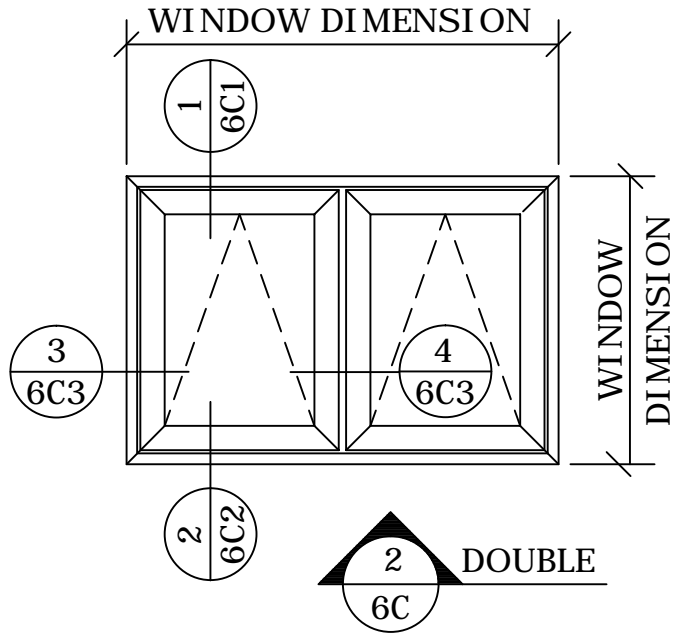 WINDOW DIMENSION
1
6C1
WINDOW
DIMENSION
3
6C3
4
6C3
2
6C2
2
6C
DOUBLE